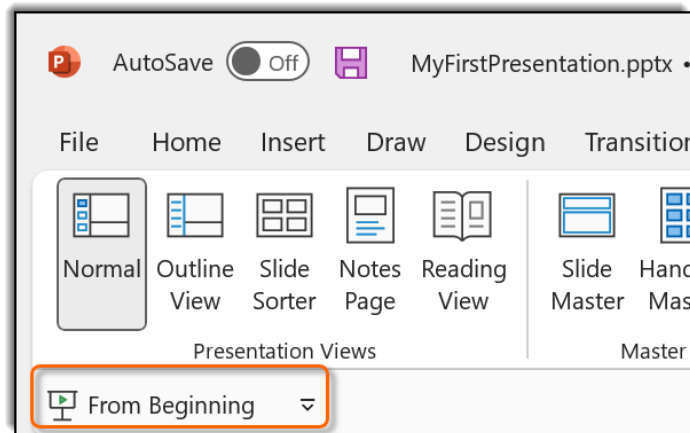 P AutoSave Off MyFirstPresentation.pptx •
File Home Insert Draw Design Transition
Normal Outline View Slide Sorter Notes Page Reading View Slide Master
Presentation Views Master
From Beginning